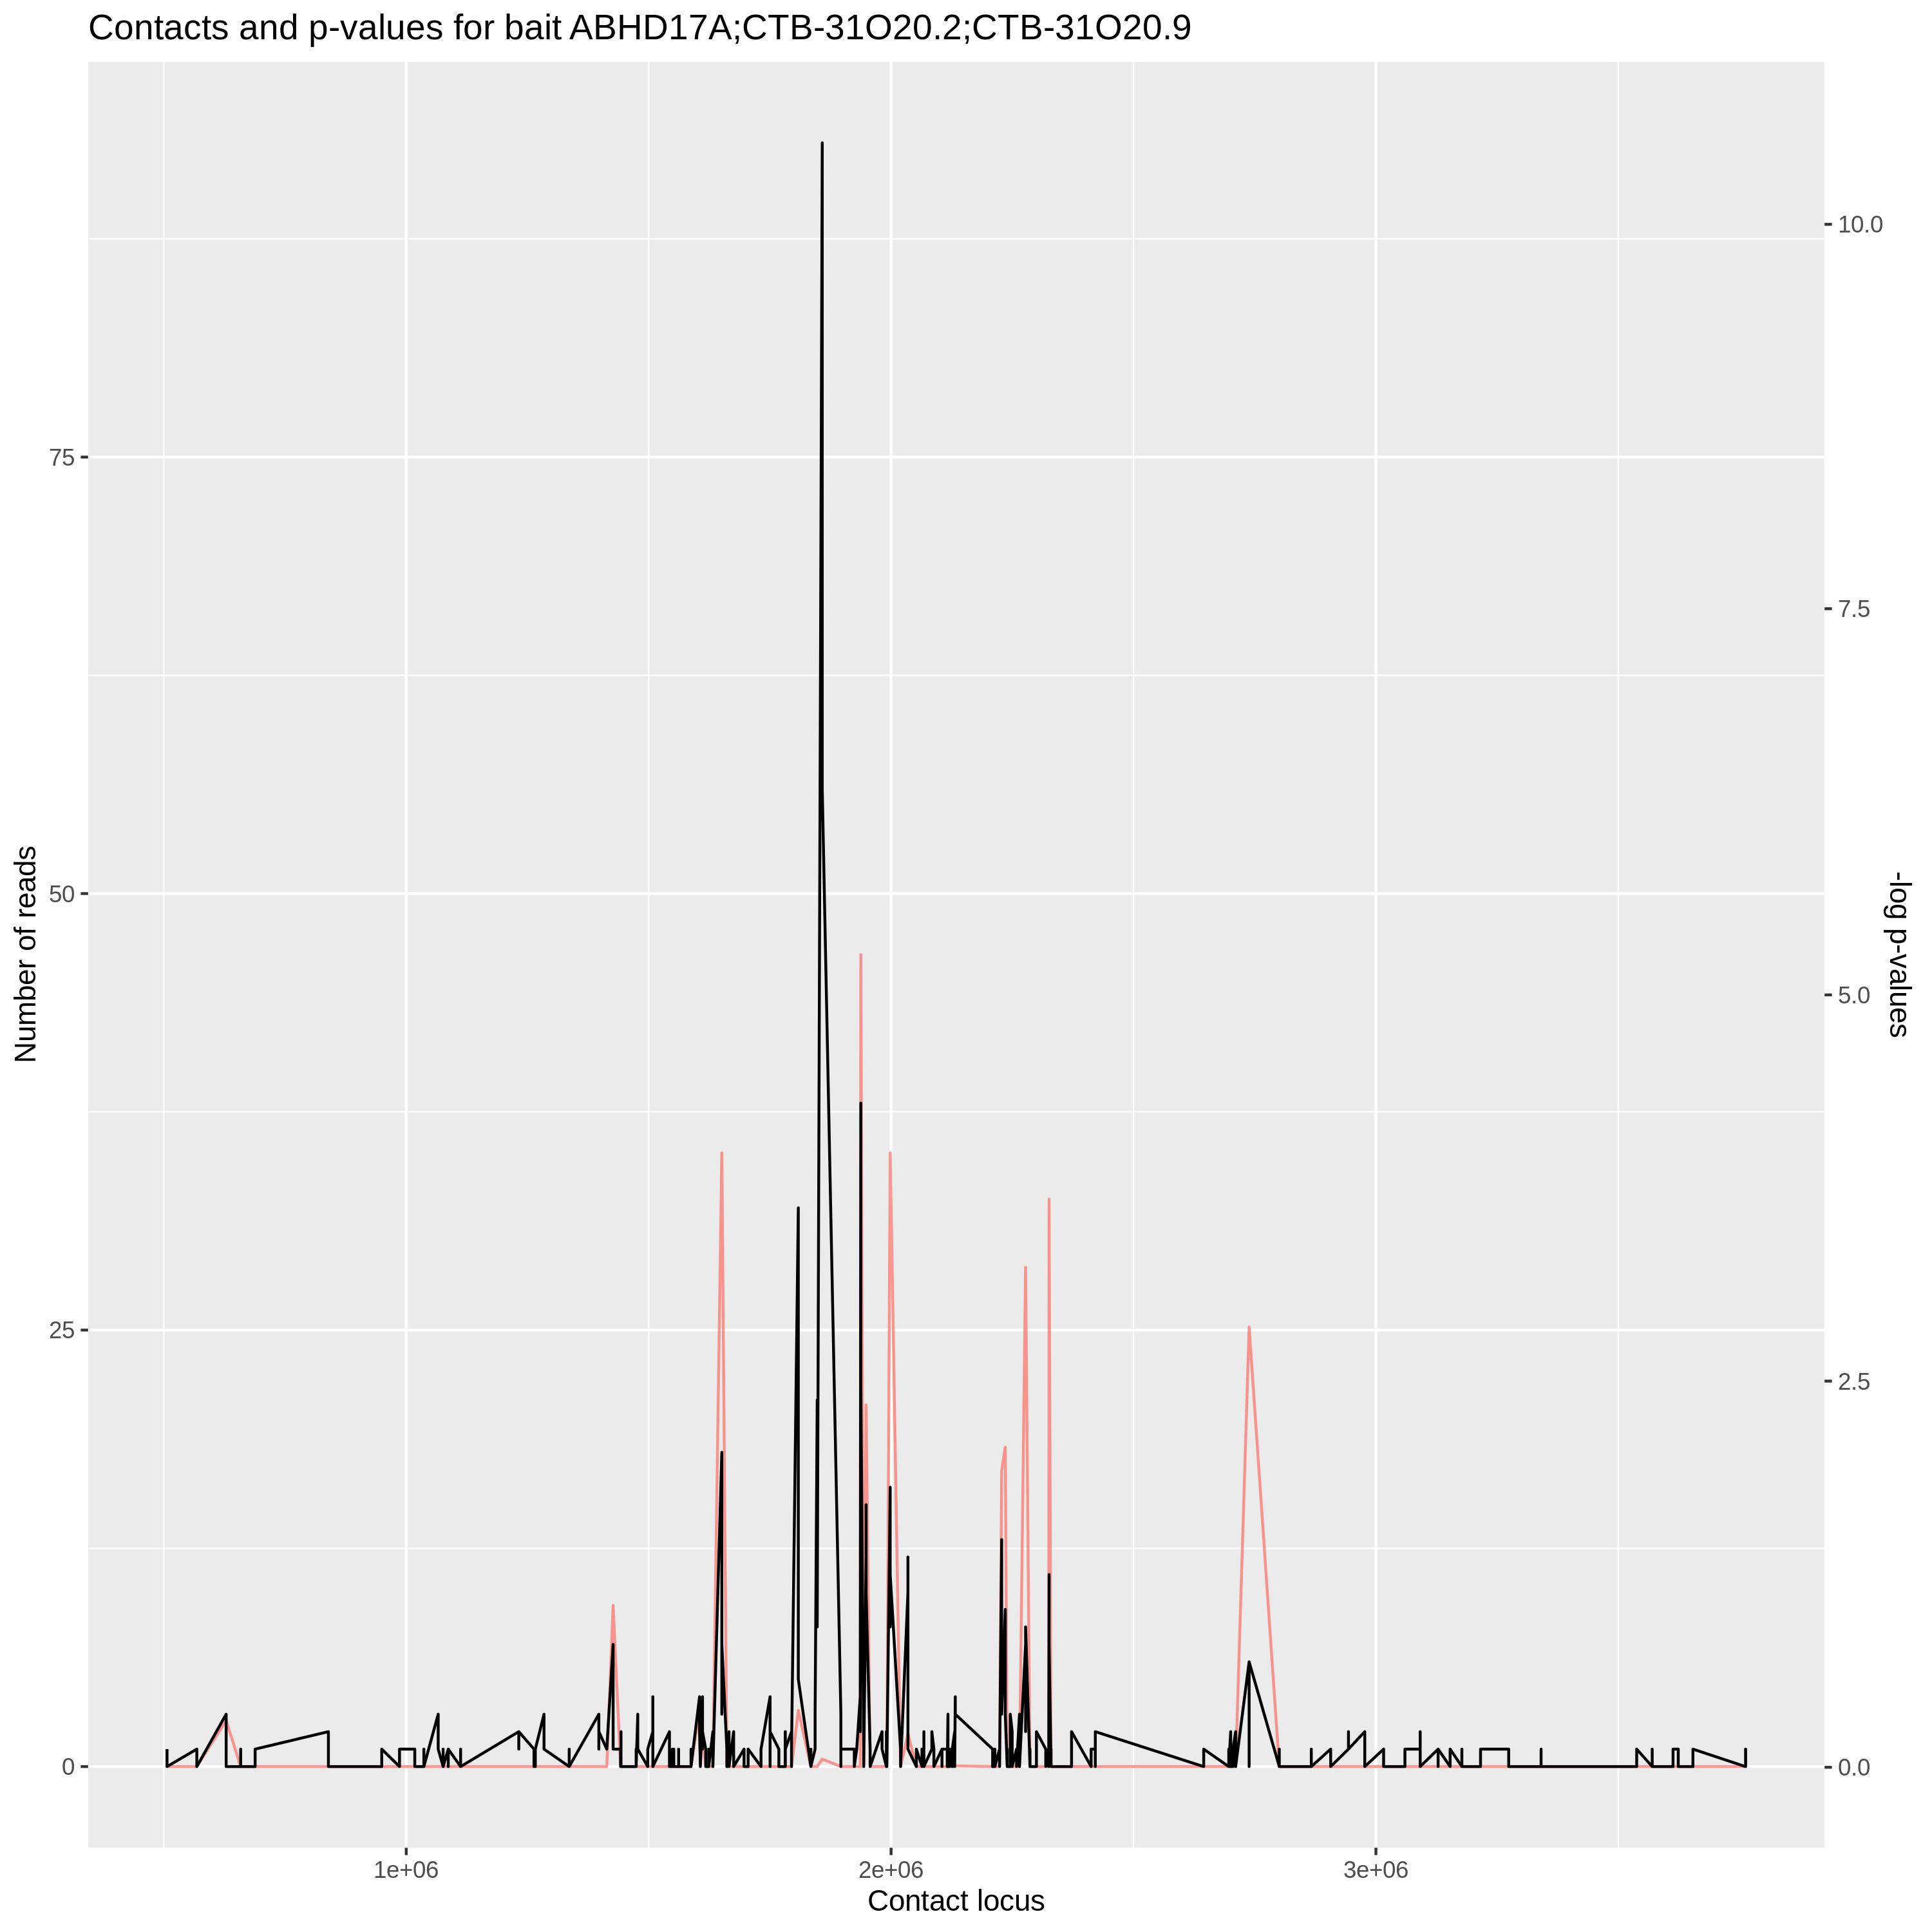 Contacts and p-values for bait ABHD17A;CTB-31O20.2;CTB-31O20.9
10.0
75
7.5
50
Number of reads
-log p-values
5.0
25
2.5
0
0.0
1e+06
2e+06
3e+06
Contact locus